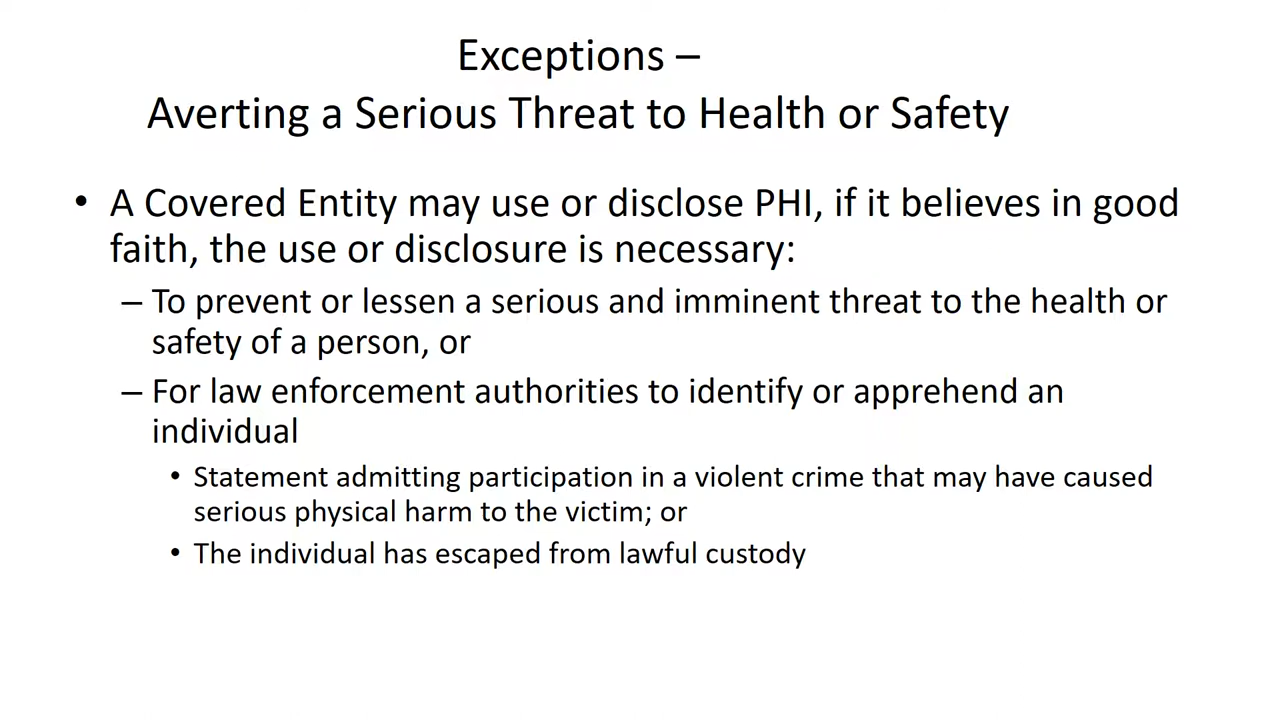 Exceptions –
Averting a Serious Threat to Health or Safety
• A Covered Entity may use or disclose PHI, if it believes in good
faith, the use or disclosure is necessary:
– To prevent or lessen a serious and imminent threat to the health or
safety of a person, or
– For law enforcement authorities to identify or apprehend an
individual
• Statement admitting participation in a violent crime that may have caused
serious physical harm to the victim; or
• The individual has escaped from lawful custody